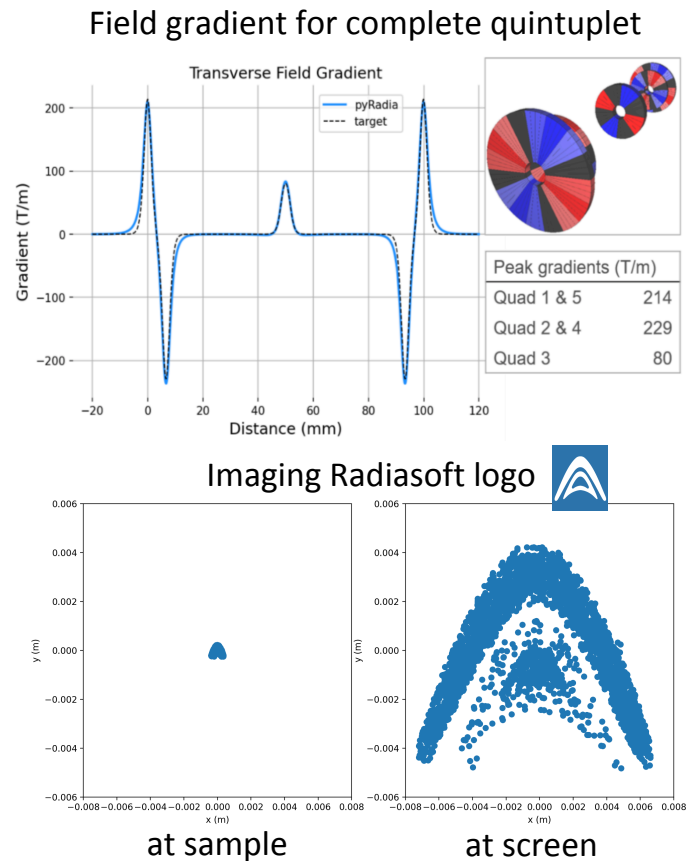 Field gradient for complete quintuplet
Transverse Field Gradient
pyRadia
target
200
100
0
−100
−200
Gradient (T/m)
−20
0
20
40
60
80
100
120
Distance (mm)
Peak gradients (T/m)
Quad 1 & 5 214
Quad 2 & 4 229
Quad 3 80
Imaging Radiasoft logo
0.006
0.004
0.002
0.000
−0.002
−0.004
−0.006
y (m)
−0.008 −0.006 −0.004 −0.002 0.000 0.002 0.004 0.006 0.008
x (m)
at sample
0.006
0.004
0.002
0.000
−0.002
−0.004
−0.006
y (m)
−0.008 −0.006 −0.004 −0.002 0.000 0.002 0.004 0.006 0.008
x (m)
at screen